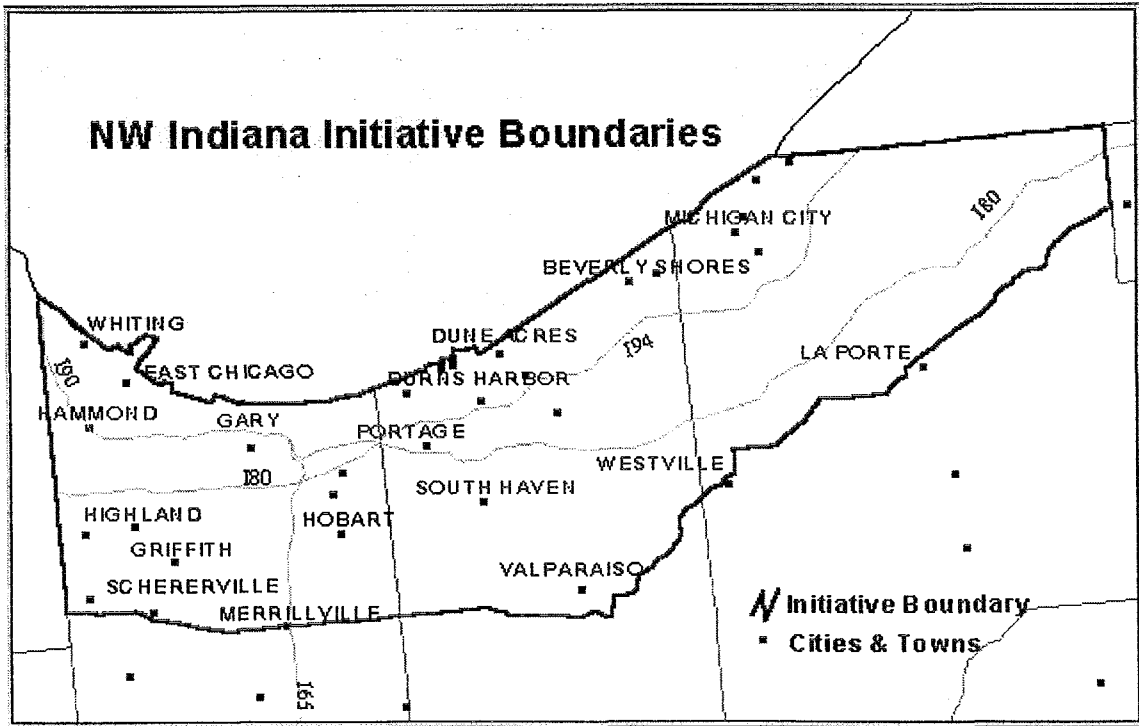 NW Indiana Initiative Boundaries
I80
MICHIGAN CITY
BEVERLY SHORES
WHITING
DUNE ACRES
I94
LA PORTE
I90
EAST CHICAGO
BURNS HARBOR
HAMMOND
GARY
PORTAGE
I80
WESTVILLE
SOUTH HAVEN
HIGHLAND
HOBART
GRIFFITH
VALPARAISO
SCHERERVILLE
MERRILLVILLE
Initiative Boundary
Cities & Towns
I65